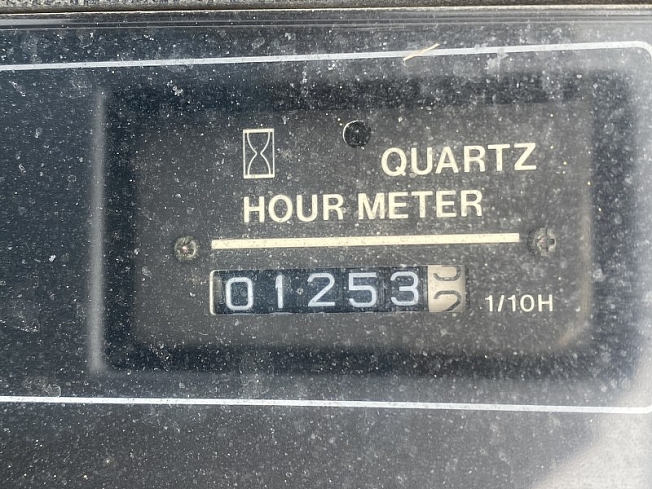 QUARTZ
HOUR METER
01253
1/10H